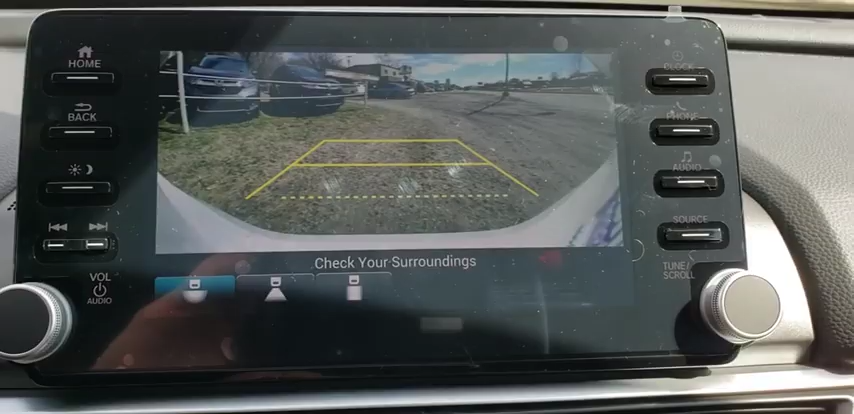 HOME
BACK
VOL
AUDIO
Check Your Surroundings
CLOCK
PHONE
AUDIO
SOURCE
TUNE/
SCROLL